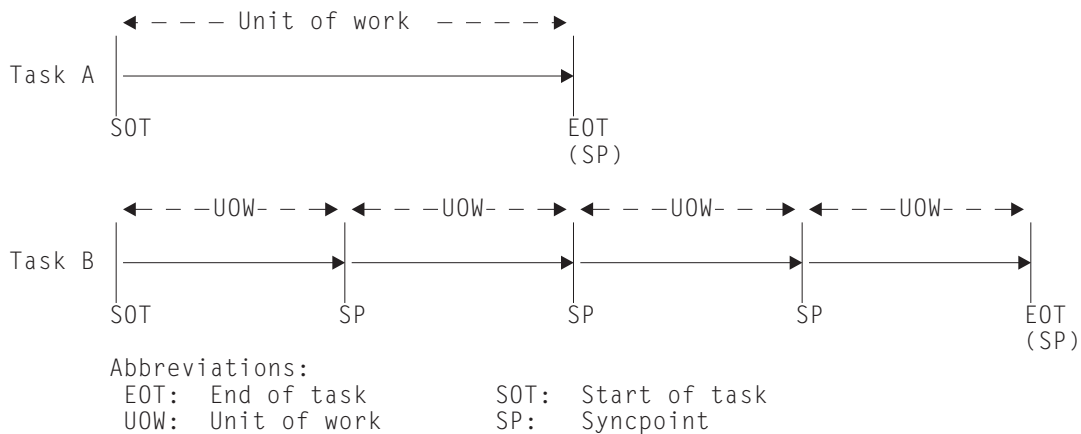 Unit of work
Task A
SOT EOT
(SP)
UOW UOW UOW UOW
Task B
SOT SP SP SP EOT
(SP)
Abbreviations:
EOT: End of task SOT: Start of task
UOW: Unit of work SP: Syncpoint